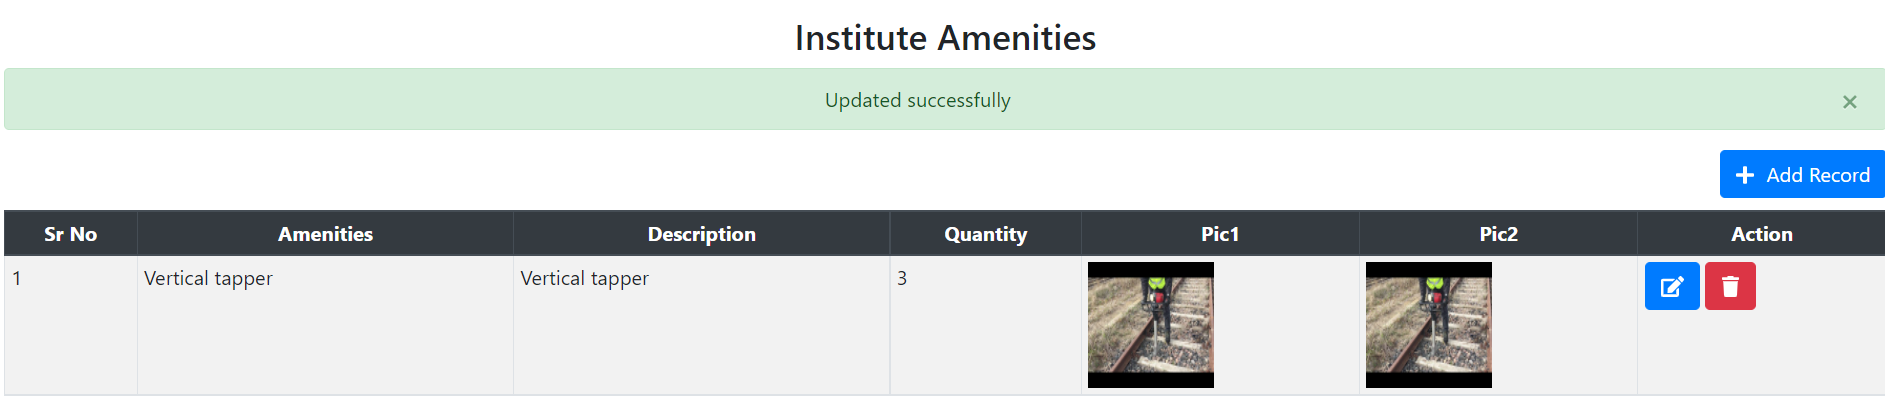 Institute Amenities
Updated successfully
×
Add Record
Sr No Amenities Description Quantity Pic1 Pic2 Action
1 Vertical tapper Vertical tapper 3